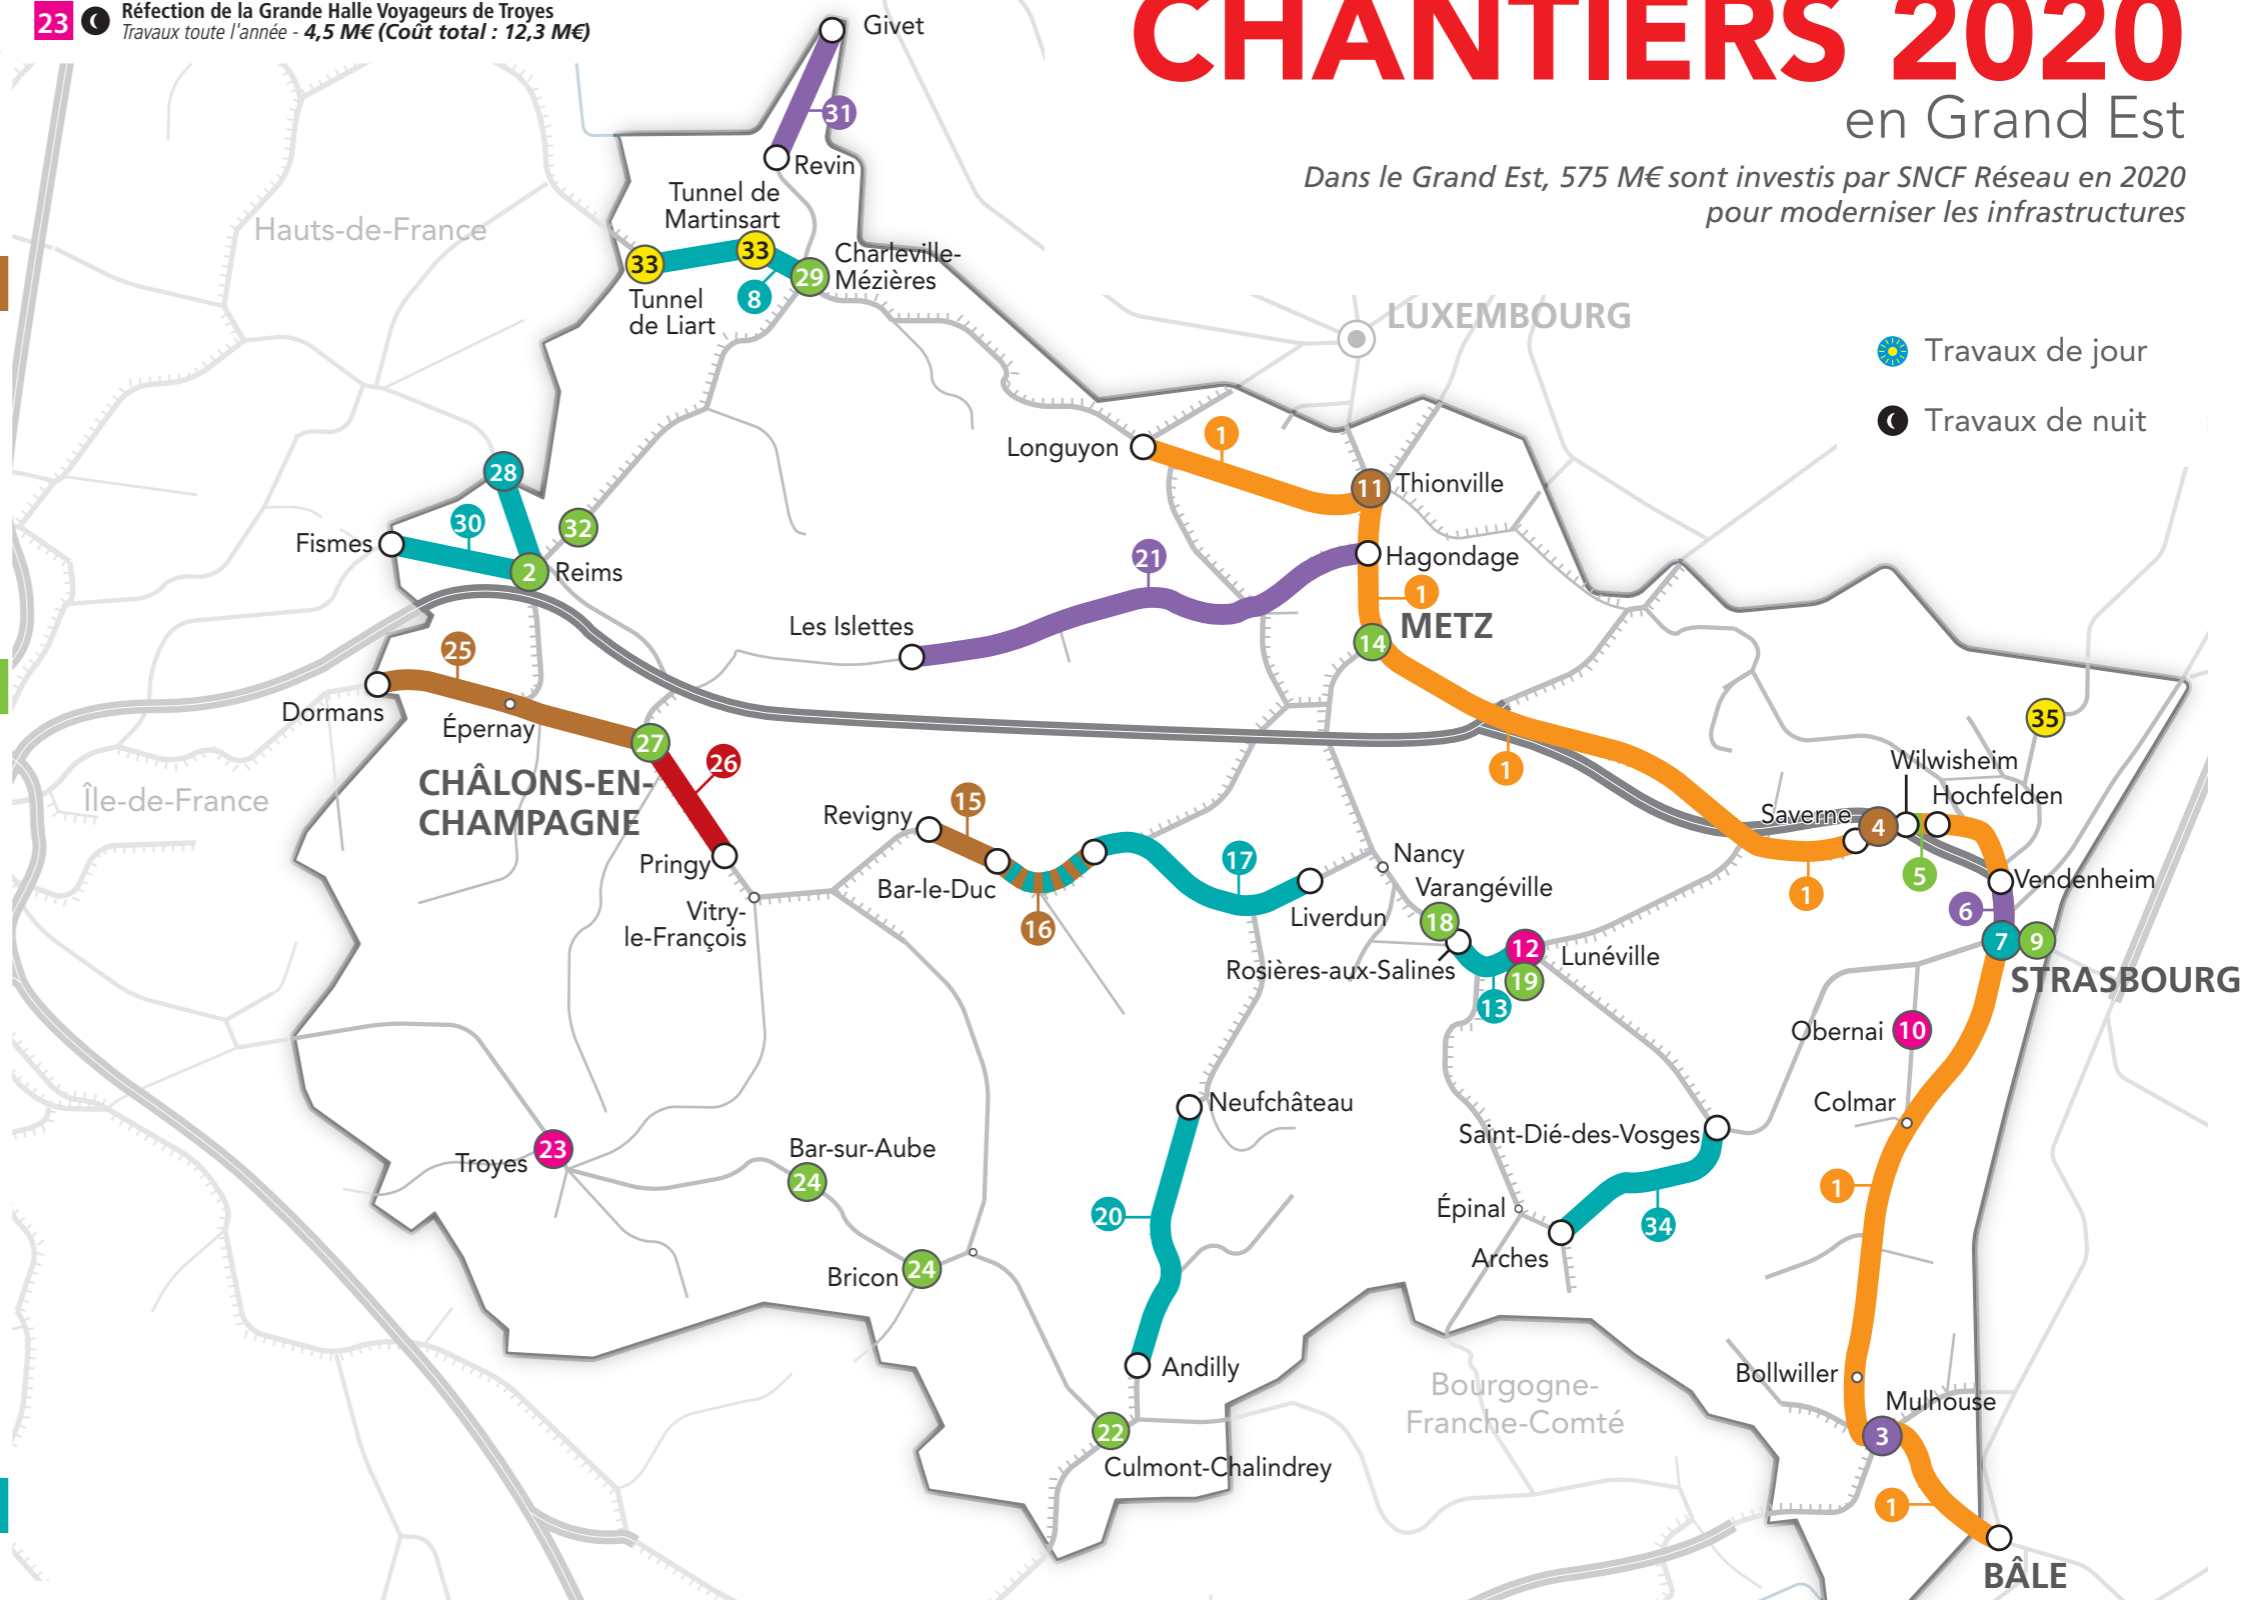 23 Réfection de la Grande Halle Voyageurs de Troyes
Travaux toute l'année - 4,5 M€ (Coût total : 12,3 M€)
CHANTIERS 2020
en Grand Est
Dans le Grand Est, 575 M€ sont investis par SNCF Réseau en 2020
pour moderniser les infrastructures
Travaux de jour
Travaux de nuit
Givet
31
Revin
Tunnel de
Martinsart
33
33
Tunnel
de Liart
8
29
Charleville-
Mézières
Hauts-de-France
LUXEMBOURG
Longuyon
1
11
Thionville
28
30
32
Fismes
2
Reims
21
Hagondage
1
Les Islettes
14
METZ
25
Dormans
Épernay
27
26
CHÂLONS-EN-
CHAMPAGNE
Île-de-France
Pringy
Vitry-
le-François
Revigny
15
Bar-le-Duc
16
17
Liverdun
Nancy
Varangéville
18
Rosières-aux-Salines
12
19
13
Lunéville
1
35
Wilwisheim
Hochfelden
Saverne
4
5
1
Vendenheim
6
7
9
STRASBOURG
Obernai
10
Colmar
1
Neufchâteau
20
Andilly
Saint-Dié-des-Vosges
Épinal
Arches
34
Troyes
23
Bar-sur-Aube
24
Bricon
24
22
Culmont-Chalindrey
Bourgogne-
Franche-Comté
Bollwiller
Mulhouse
3
1
BÂLE